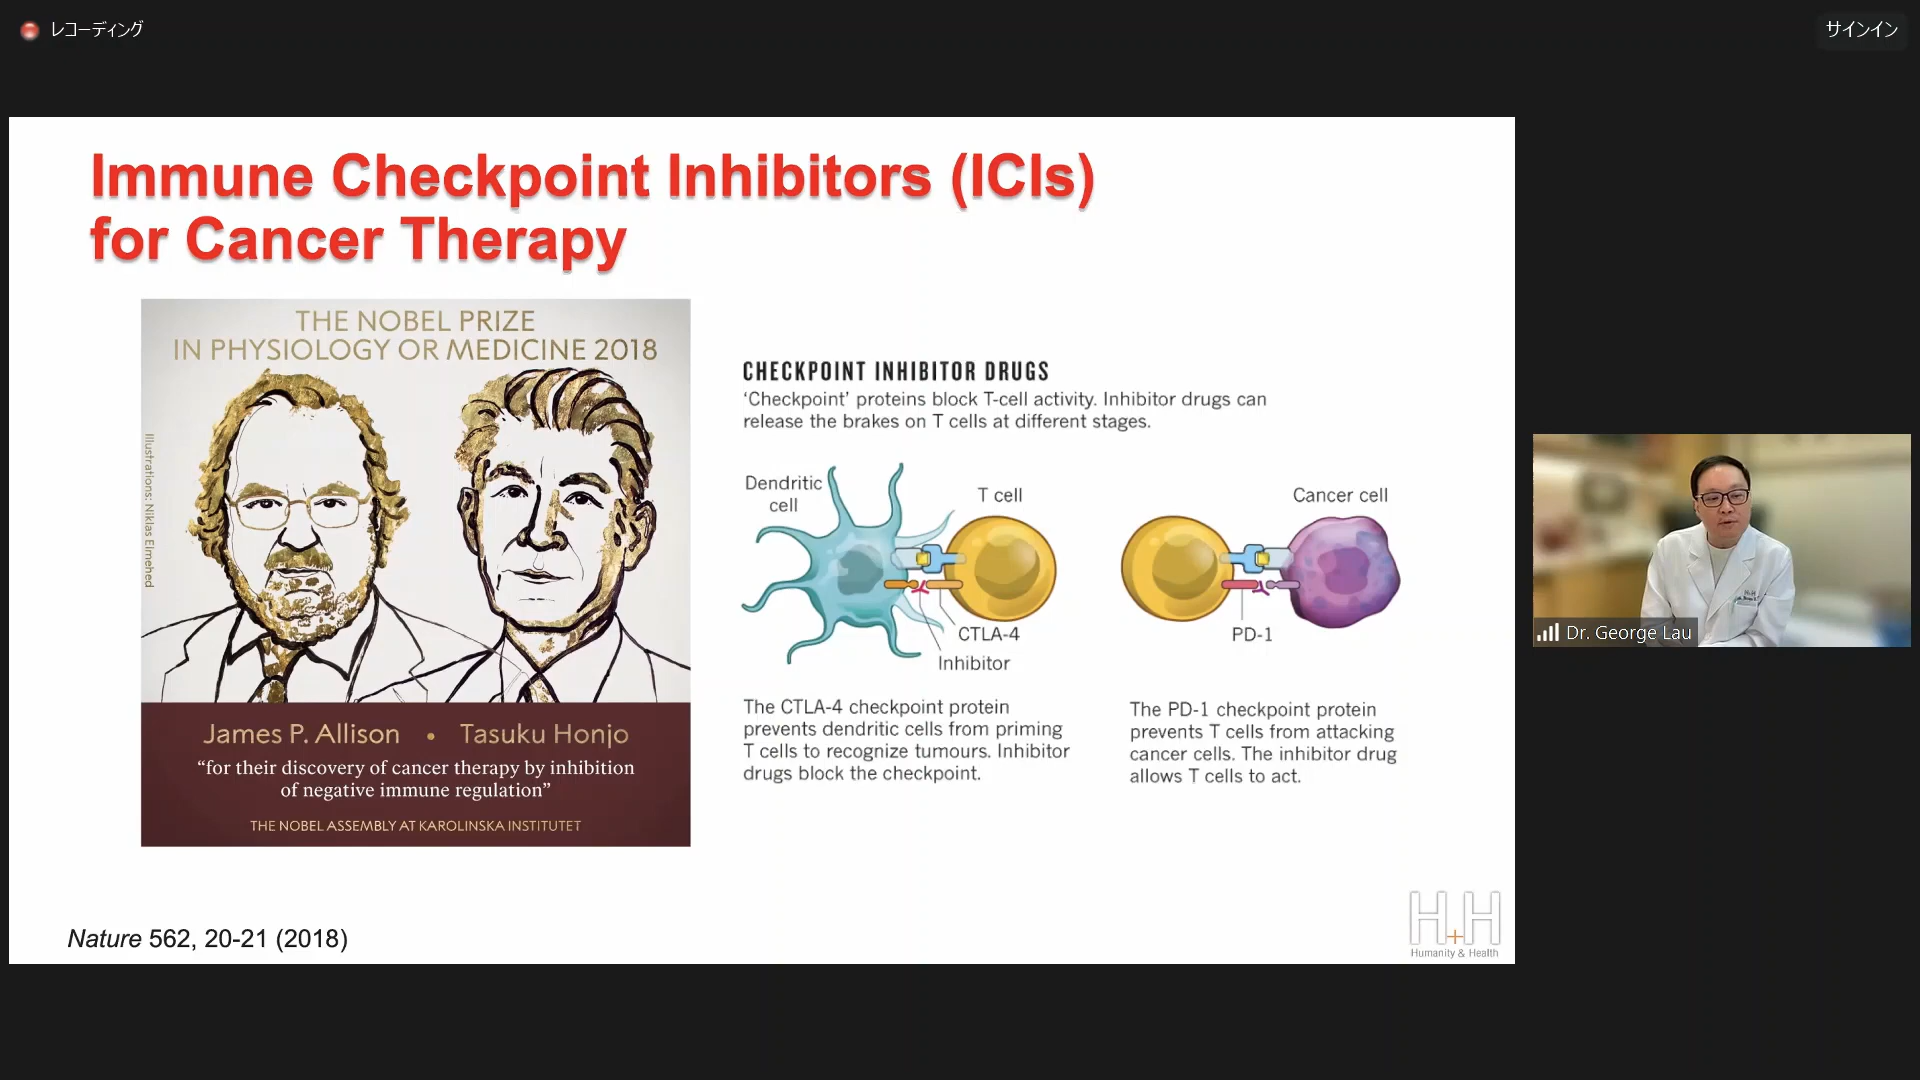 レコーディング
サインイン
Immune Checkpoint Inhibitors (ICIs)
for Cancer Therapy
THE NOBEL PRIZE
IN PHYSIOLOGY OR MEDICINE 2018
Illustrations: Niklas Elmehed
James P. Allison • Tasuku Honjo
“for their discovery of cancer therapy by inhibition
of negative immune regulation”
THE NOBEL ASSEMBLY AT KAROLINSKA INSTITUTET
CHECKPOINT INHIBITOR DRUGS
‘Checkpoint’ proteins block T-cell activity. Inhibitor drugs can
release the brakes on T cells at different stages.
Dendritic
cell
T cell
CTLA-4
Inhibitor
Cancer cell
PD-1
The CTLA-4 checkpoint protein
prevents dendritic cells from priming
T cells to recognize tumours. Inhibitor
drugs block the checkpoint.
The PD-1 checkpoint protein
prevents T cells from attacking
cancer cells. The inhibitor drug
allows T cells to act.
Nature 562, 20-21 (2018)
H+H
Humanity & Health
Dr. George Lau